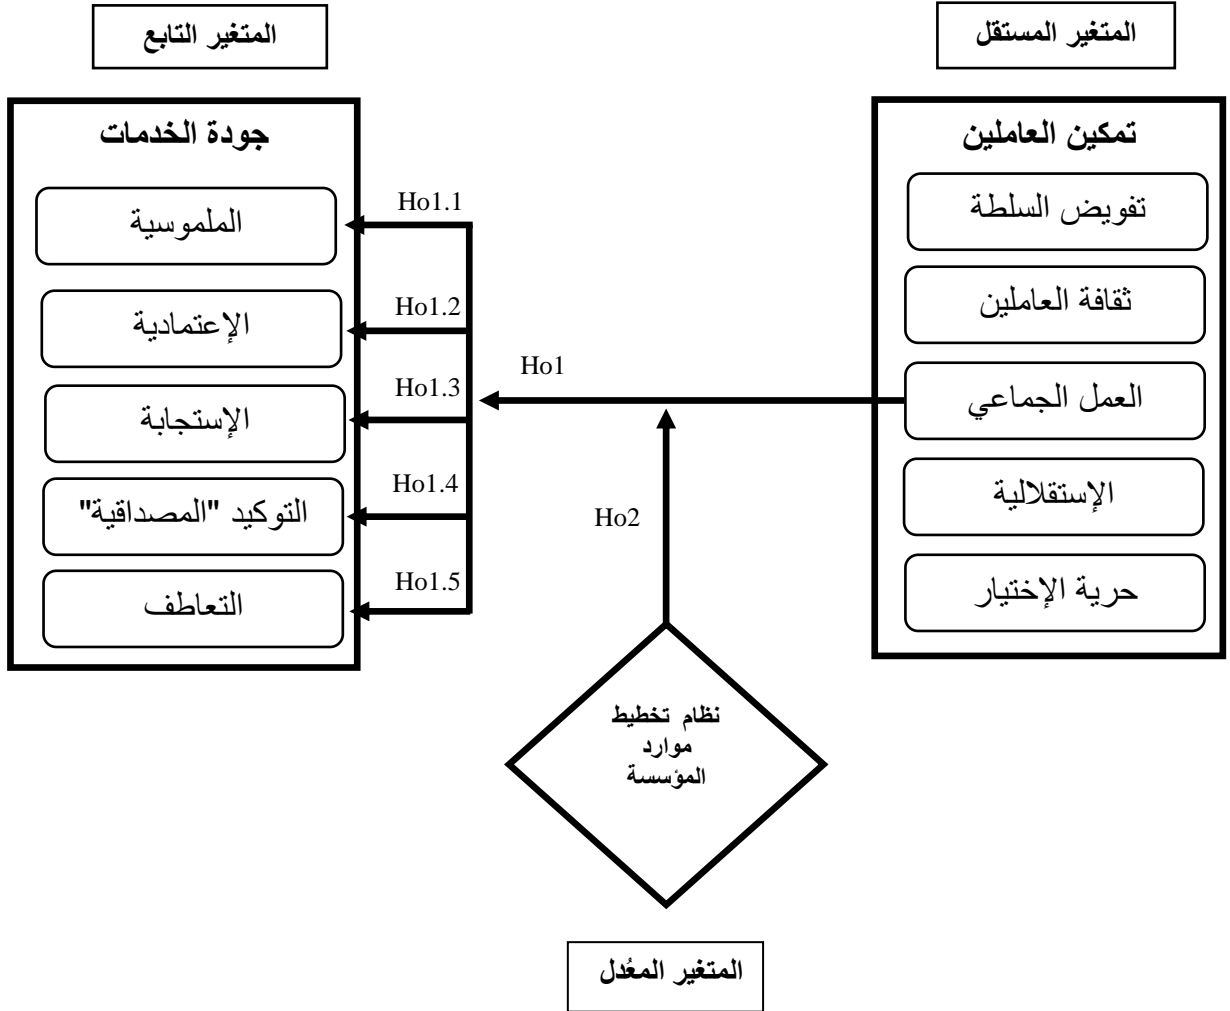 المتغير المستقل
المتغير التابع
تمكين العاملين
تفويض السلطة
ثقافة العاملين
العمل الجماعي
الإستقلالية
حرية الإختيار
جودة الخدمات
الملموسية
الإعتمادية
الإستجابة
التوكيد "المصداقية"
التعاطف
Ho1
Ho1.1
Ho1.2
Ho1.3
Ho1.4
Ho1.5
Ho2
نظام تخطيط
موارد
المؤسسة
المتغير المعُدل